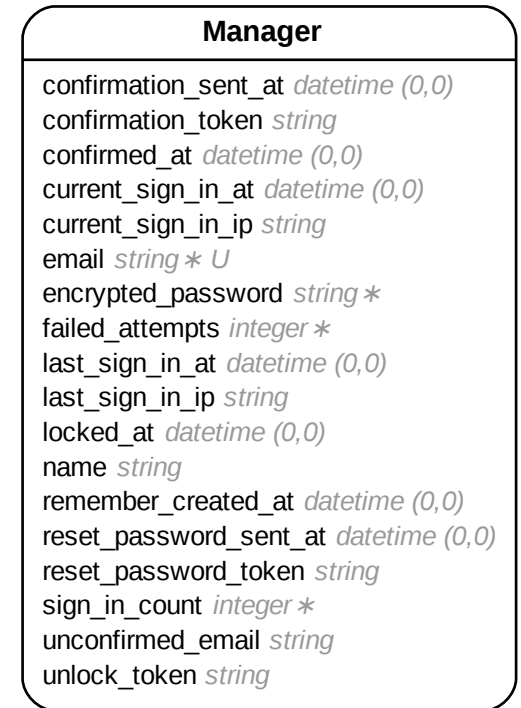 Manager
confirmation_sent_at datetime (0,0)
confirmation_token string
confirmed_at datetime (0,0)
current_sign_in_at datetime (0,0)
current_sign_in_ip string
email string ∗ U
encrypted_password string ∗
failed_attempts integer ∗
last_sign_in_at datetime (0,0)
last_sign_in_ip string
locked_at datetime (0,0)
name string
remember_created_at datetime (0,0)
reset_password_sent_at datetime (0,0)
reset_password_token string
sign_in_count integer ∗
unconfirmed_email string
unlock_token string